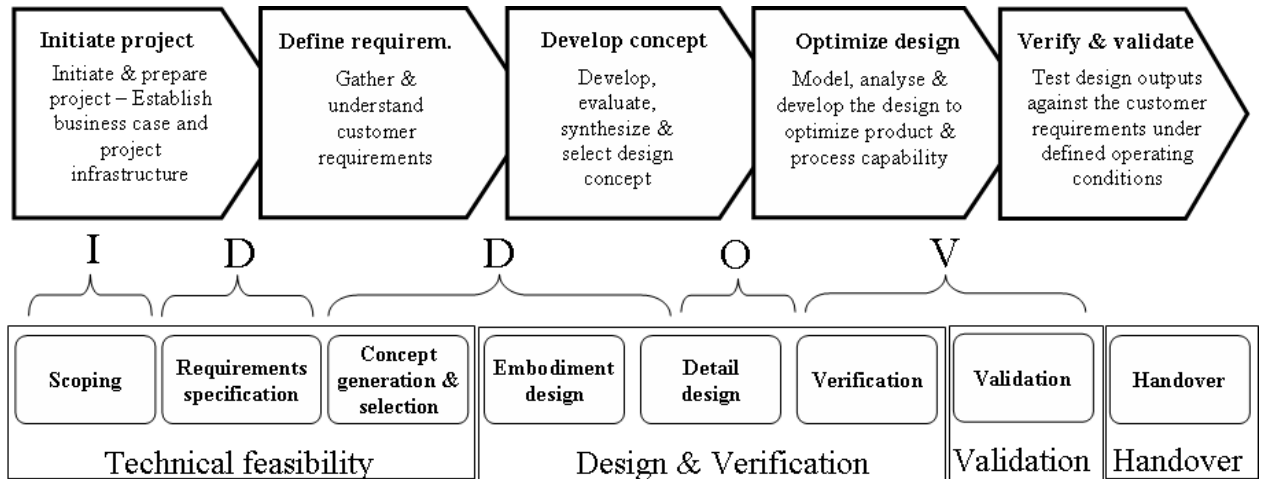 Initiate project
Initiate & prepare
project – Establish
business case and
project
infrastructure
Define requirem.
Gather &
understand
customer
requirements
Develop concept
Develop,
evaluate,
synthesize &
select design
concept
Optimize design
Model, analyse &
develop the design to
optimize product &
process capability
Verify & validate
Test design outputs
against the customer
requirements under
defined operating
conditions
I
D
D
O
V
Scoping
Requirements
specification
Concept
generation &
selection
Embodiment
design
Detail
design
Verification
Validation
Handover
Technical feasibility
Design & Verification
Validation
Handover